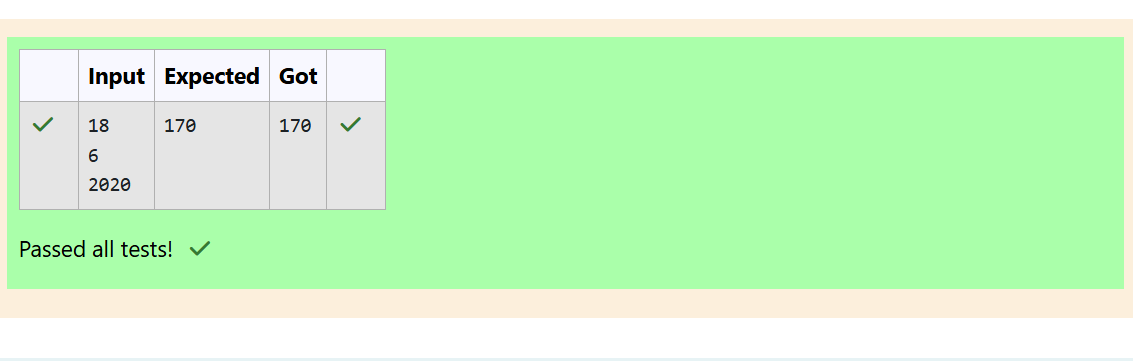 Input Expected Got
18 170 170
6
2020
Passed all tests!